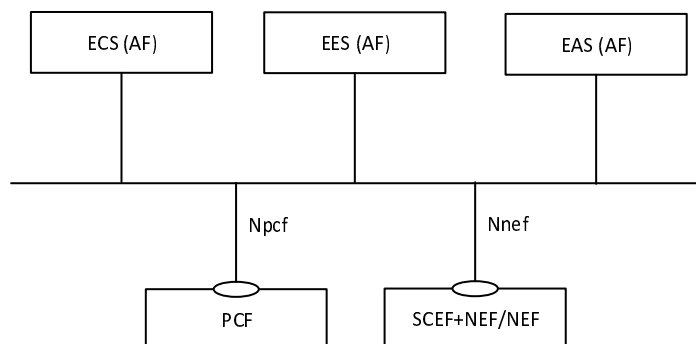 ECS (AF)
EES (AF)
EAS (AF)
Npcf
Nnef
PCF
SCEF+NEF/NEF